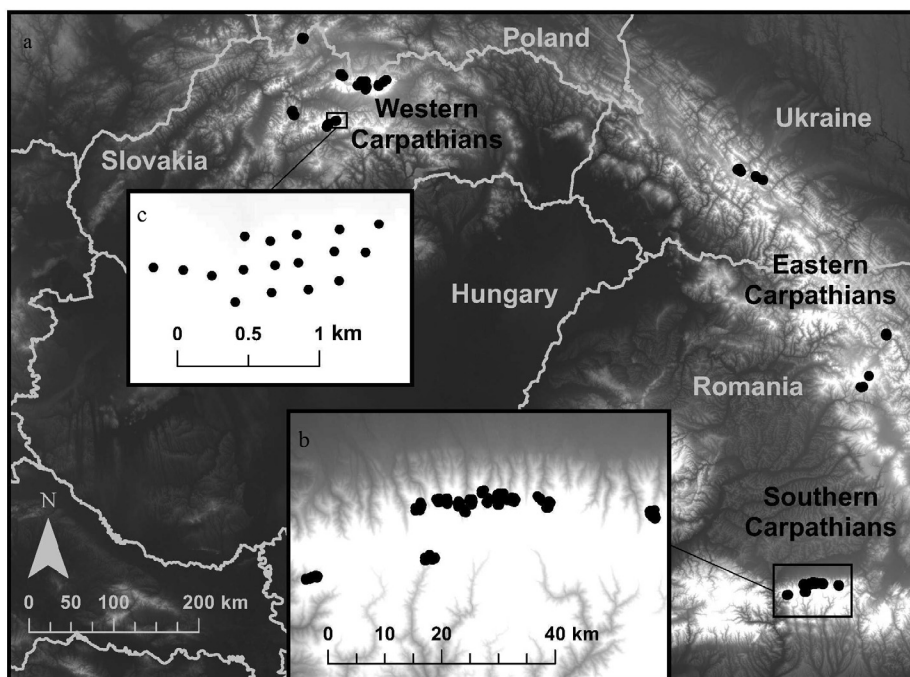 a
Poland
Ukraine
Western
Carpathians
Slovakia
c
0 0.5 1 km
Hungary
Eastern
Carpathians
Romania
b
0 20 40 km
Southern
Carpathians
N
0 50 100 200 km